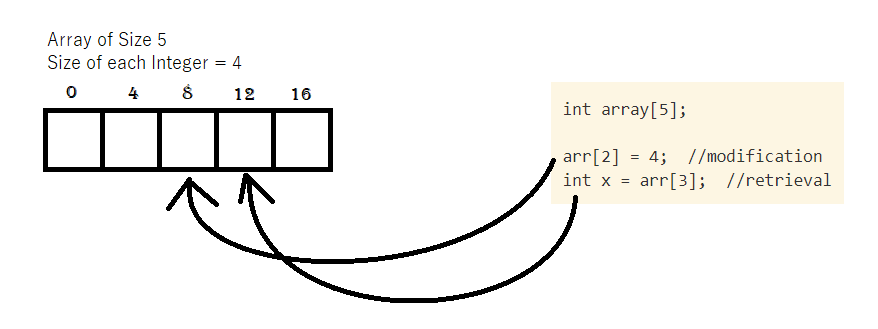 Array of Size 5
Size of each Integer = 4
0 4 8 12 16
int array[5];
arr[2] = 4; //modification
int x = arr[3]; //retrieval